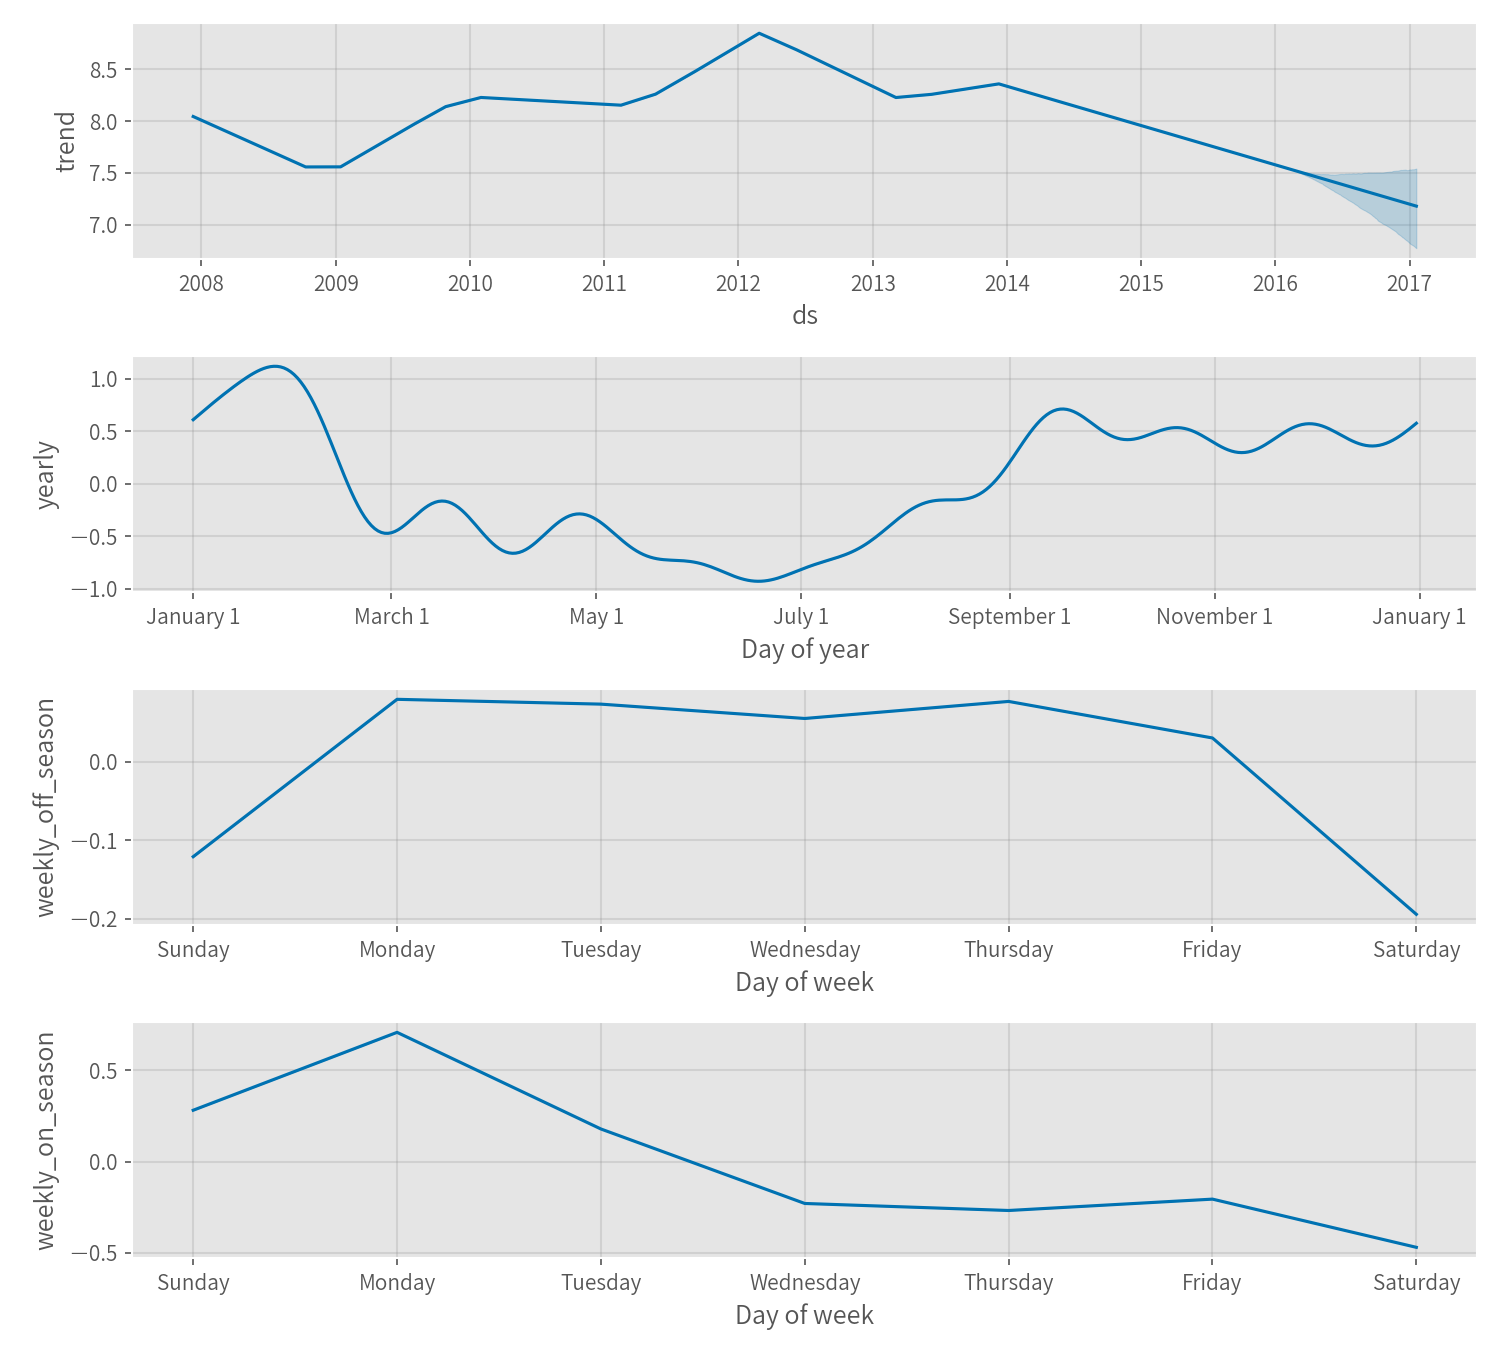 trend
8.5
8.0
7.5
7.0
2008 2009 2010 2011 2012 2013 2014 2015 2016 2017
ds
yearly
1.0
0.5
0.0
−0.5
−1.0
January 1 March 1 May 1 July 1 September 1 November 1 January 1
Day of year
weekly_off_season
0.0
−0.1
−0.2
Sunday Monday Tuesday Wednesday Thursday Friday Saturday
Day of week
weekly_on_season
0.5
0.0
−0.5
Sunday Monday Tuesday Wednesday Thursday Friday Saturday
Day of week